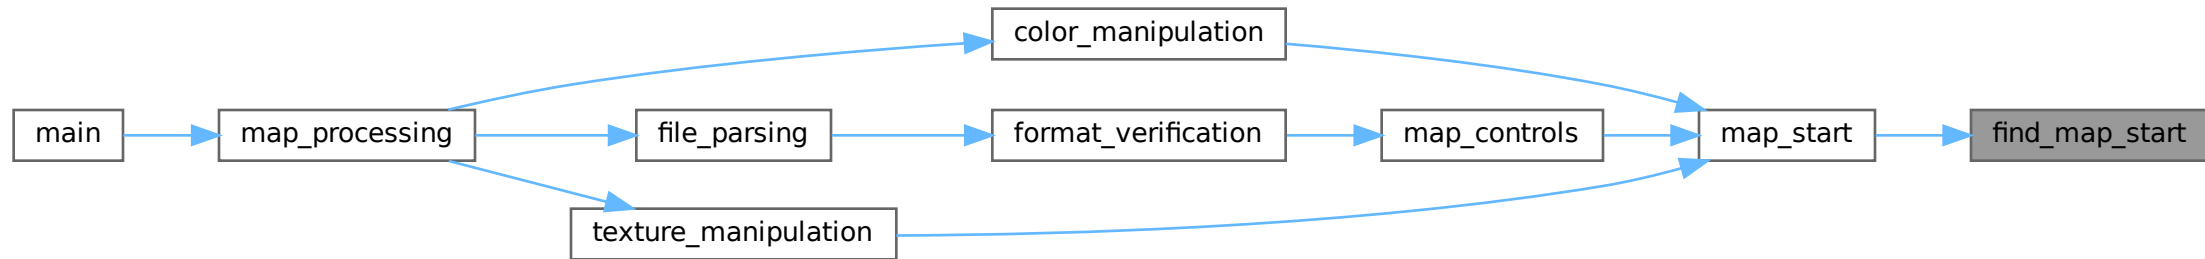 color_manipulation
main
map_processing
file_parsing
format_verification
map_controls
map_start
find_map_start
texture_manipulation